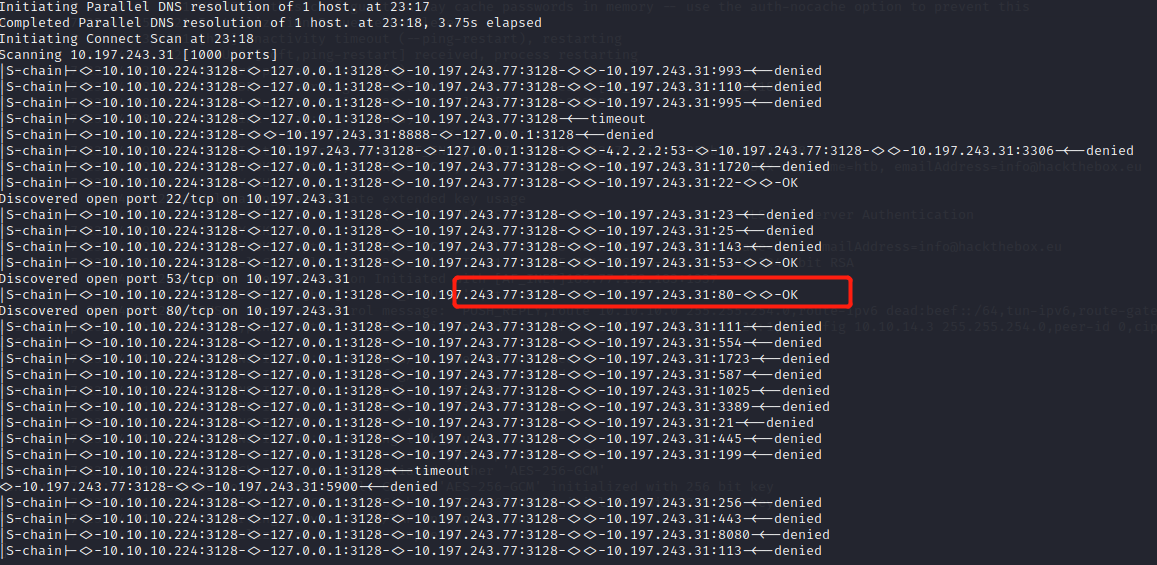 Initiating Parallel DNS resolution of 1 host. at 23:17
Completed Parallel DNS resolution of 1 host. at 23:18, 3.75s elapsed
Initiating Connect Scan at 23:18
Scanning 10.197.243.31 [1000 ports]
|S-chain|-<>-10.10.10.224:3128-<>-127.0.0.1:3128-<>-10.197.243.77:3128-<><>-10.197.243.31:993-<--denied
|S-chain|-<>-10.10.10.224:3128-<>-127.0.0.1:3128-<>-10.197.243.77:3128-<><>-10.197.243.31:110-<--denied
|S-chain|-<>-10.10.10.224:3128-<>-127.0.0.1:3128-<>-10.197.243.77:3128-<><>-10.197.243.31:995-<--denied
|S-chain|-<>-10.10.10.224:3128-<>-127.0.0.1:3128-<>-10.197.243.77:3128-<--timeout
|S-chain|-<>-10.10.10.224:3128-<><>-10.197.243.31:8888-<>-127.0.0.1:3128-<--denied
|S-chain|-<>-10.10.10.224:3128-<>-10.197.243.77:3128-<>-127.0.0.1:3128-<><>-4.2.2.2:53-<>-10.197.243.77:3128-<><>-10.197.243.31:3306-<--denied
|S-chain|-<>-10.10.10.224:3128-<>-127.0.0.1:3128-<>-10.197.243.77:3128-<><>-10.197.243.31:1720-<--denied
|S-chain|-<>-10.10.10.224:3128-<>-127.0.0.1:3128-<>-10.197.243.77:3128-<><>-10.197.243.31:22-<><>-OK
Discovered open port 22/tcp on 10.197.243.31
|S-chain|-<>-10.10.10.224:3128-<>-127.0.0.1:3128-<>-10.197.243.77:3128-<><>-10.197.243.31:23-<--denied
|S-chain|-<>-10.10.10.224:3128-<>-127.0.0.1:3128-<>-10.197.243.77:3128-<><>-10.197.243.31:25-<--denied
|S-chain|-<>-10.10.10.224:3128-<>-127.0.0.1:3128-<>-10.197.243.77:3128-<><>-10.197.243.31:143-<--denied
|S-chain|-<>-10.10.10.224:3128-<>-127.0.0.1:3128-<>-10.197.243.77:3128-<><>-10.197.243.31:53-<><>-OK
Discovered open port 53/tcp on 10.197.243.31
|S-chain|-<>-10.10.10.224:3128-<>-127.0.0.1:3128-<>-10.197.243.77:3128-<><>-10.197.243.31:80-<><>-OK
Discovered open port 80/tcp on 10.197.243.31
|S-chain|-<>-10.10.10.224:3128-<>-127.0.0.1:3128-<>-10.197.243.77:3128-<><>-10.197.243.31:111-<--denied
|S-chain|-<>-10.10.10.224:3128-<>-127.0.0.1:3128-<>-10.197.243.77:3128-<><>-10.197.243.31:554-<--denied
|S-chain|-<>-10.10.10.224:3128-<>-127.0.0.1:3128-<>-10.197.243.77:3128-<><>-10.197.243.31:1723-<--denied
|S-chain|-<>-10.10.10.224:3128-<>-127.0.0.1:3128-<>-10.197.243.77:3128-<><>-10.197.243.31:587-<--denied
|S-chain|-<>-10.10.10.224:3128-<>-127.0.0.1:3128-<>-10.197.243.77:3128-<><>-10.197.243.31:1025-<--denied
|S-chain|-<>-10.10.10.224:3128-<>-127.0.0.1:3128-<>-10.197.243.77:3128-<><>-10.197.243.31:3389-<--denied
|S-chain|-<>-10.10.10.224:3128-<>-127.0.0.1:3128-<>-10.197.243.77:3128-<><>-10.197.243.31:21-<--denied
|S-chain|-<>-10.10.10.224:3128-<>-127.0.0.1:3128-<>-10.197.243.77:3128-<><>-10.197.243.31:445-<--denied
|S-chain|-<>-10.10.10.224:3128-<>-127.0.0.1:3128-<>-10.197.243.77:3128-<><>-10.197.243.31:199-<--denied
|S-chain|-<>-10.10.10.224:3128-<>-127.0.0.1:3128-<--timeout
<>-10.197.243.77:3128-<><>-10.197.243.31:5900-<--denied
|S-chain|-<>-10.10.10.224:3128-<>-127.0.0.1:3128-<>-10.197.243.77:3128-<><>-10.197.243.31:256-<--denied
|S-chain|-<>-10.10.10.224:3128-<>-127.0.0.1:3128-<>-10.197.243.77:3128-<><>-10.197.243.31:443-<--denied
|S-chain|-<>-10.10.10.224:3128-<>-127.0.0.1:3128-<>-10.197.243.77:3128-<><>-10.197.243.31:8080-<--denied
|S-chain|-<>-10.10.10.224:3128-<>-127.0.0.1:3128-<>-10.197.243.77:3128-<><>-10.197.243.31:113-<--denied